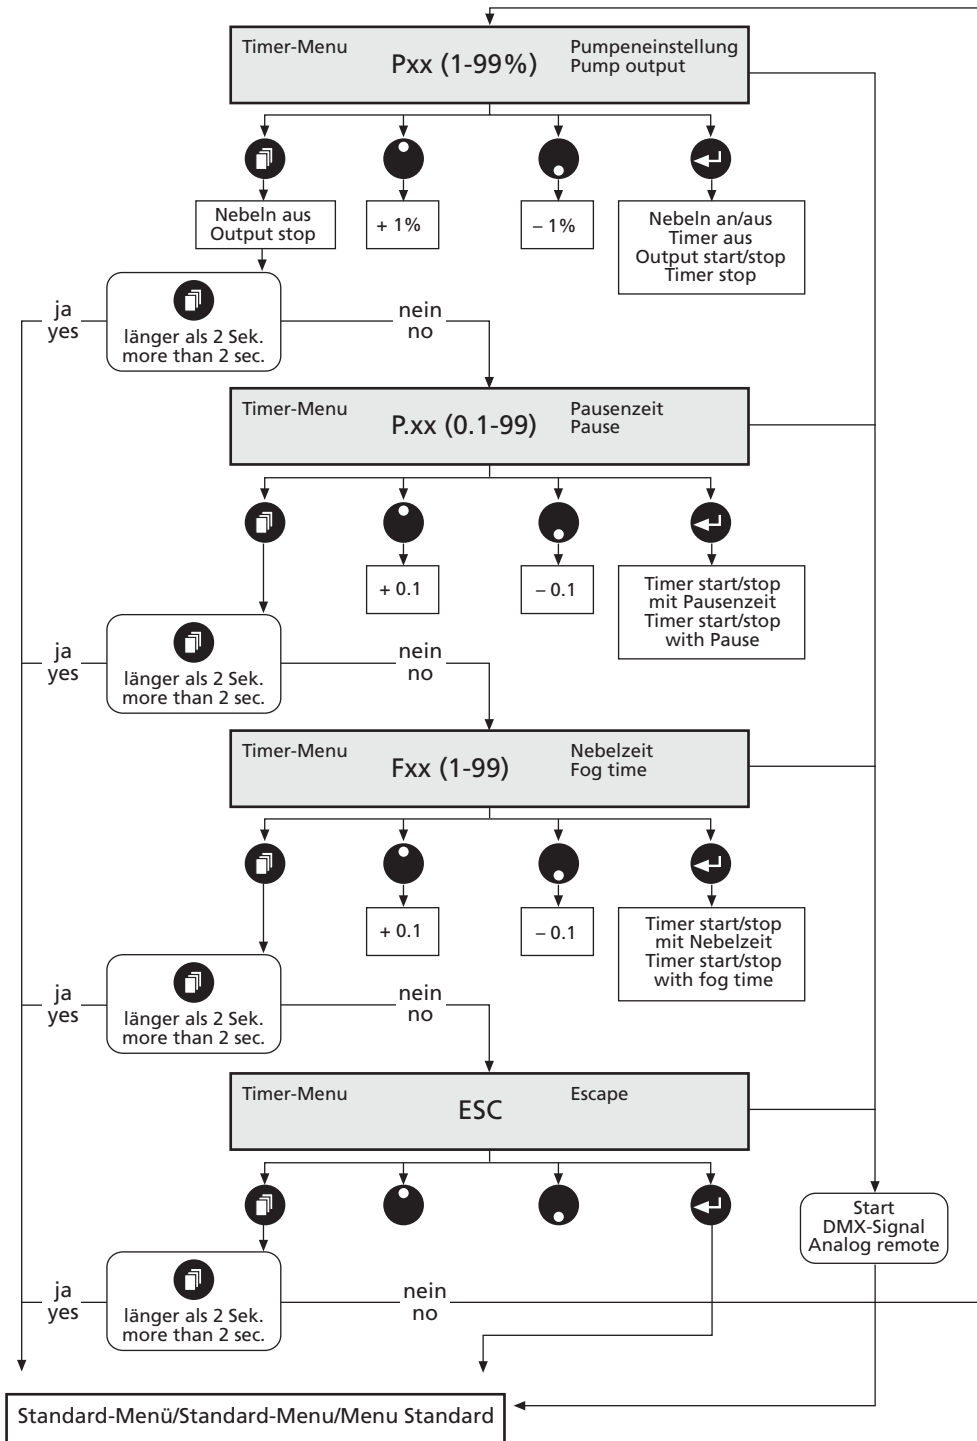 Timer-Menu
Pxx (1-99%)
Pumpeneinstellung
Pump output
Nebeln aus
Output stop
+ 1%
– 1%
Nebeln an/aus
Timer aus
Output start/stop
Timer stop
ja
yes
länger als 2 Sek.
more than 2 sec.
nein
no
Timer-Menu
P.xx (0.1-99)
Pausenzeit
Pause
+ 0.1
– 0.1
Timer start/stop
mit Pausenzeit
Timer start/stop
with Pause
ja
yes
länger als 2 Sek.
more than 2 sec.
nein
no
Timer-Menu
Fxx (1-99)
Nebelzeit
Fog time
+ 0.1
– 0.1
Timer start/stop
mit Nebelzeit
Timer start/stop
with fog time
ja
yes
länger als 2 Sek.
more than 2 sec.
nein
no
Timer-Menu
ESC
Escape
Start
DMX-Signal
Analog remote
ja
yes
länger als 2 Sek.
more than 2 sec.
nein
no
Standard-Menü/Standard-Menu/Menu Standard